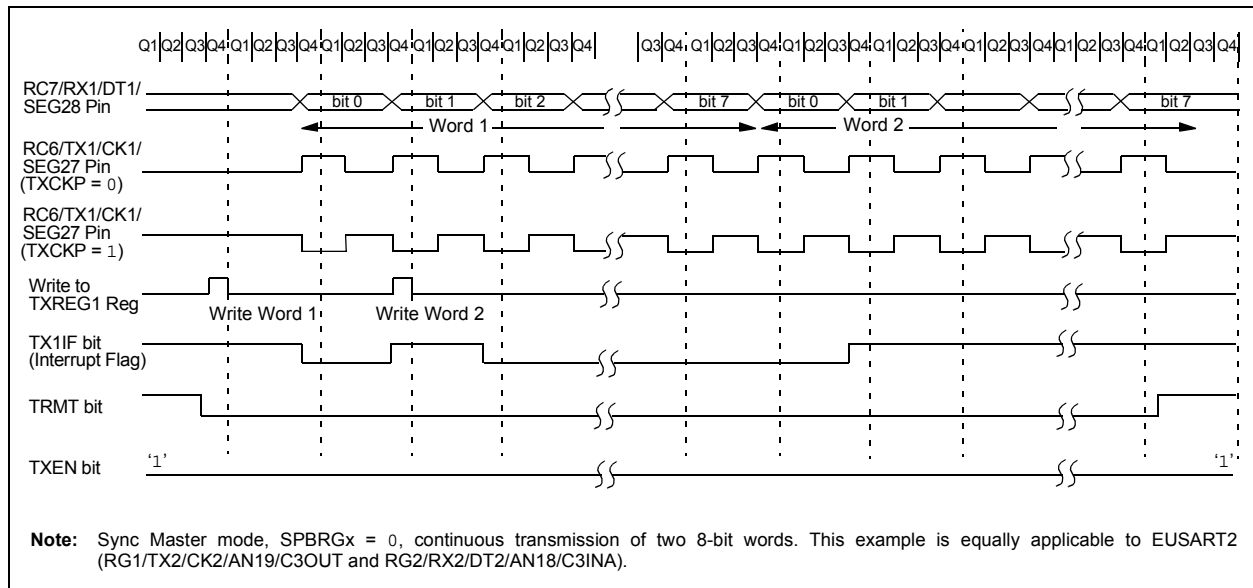 Q1 Q2 Q3 Q4 Q1 Q2 Q3 Q4 Q1 Q2 Q3 Q4 Q1 Q2 Q3 Q4 Q1 Q2 Q3 Q4 Q3 Q4 Q1 Q2 Q3 Q4 Q1 Q2 Q3 Q4 Q1 Q2 Q3 Q4 Q1 Q2 Q3 Q4 Q1 Q2 Q3 Q4 Q1 Q2 Q3 Q4
RC7/RX1/DT1/
SEG28 Pin
bit 0 bit 1 bit 2 bit 7 bit 0 bit 1 bit 7
Word 1 Word 2
RC6/TX1/CK1/
SEG27 Pin
(TXCKP = 0)
RC6/TX1/CK1/
SEG27 Pin
(TXCKP = 1)
Write to
TXREG1 Reg
Write Word 1 Write Word 2
TX1IF bit
(Interrupt Flag)
TRMT bit
TXEN bit
‘1’ ‘1’
Note: Sync Master mode, SPBRGx = 0, continuous transmission of two 8-bit words. This example is equally applicable to EUSART2
(RG1/TX2/CK2/AN19/C3OUT and RG2/RX2/DT2/AN18/C3INA).